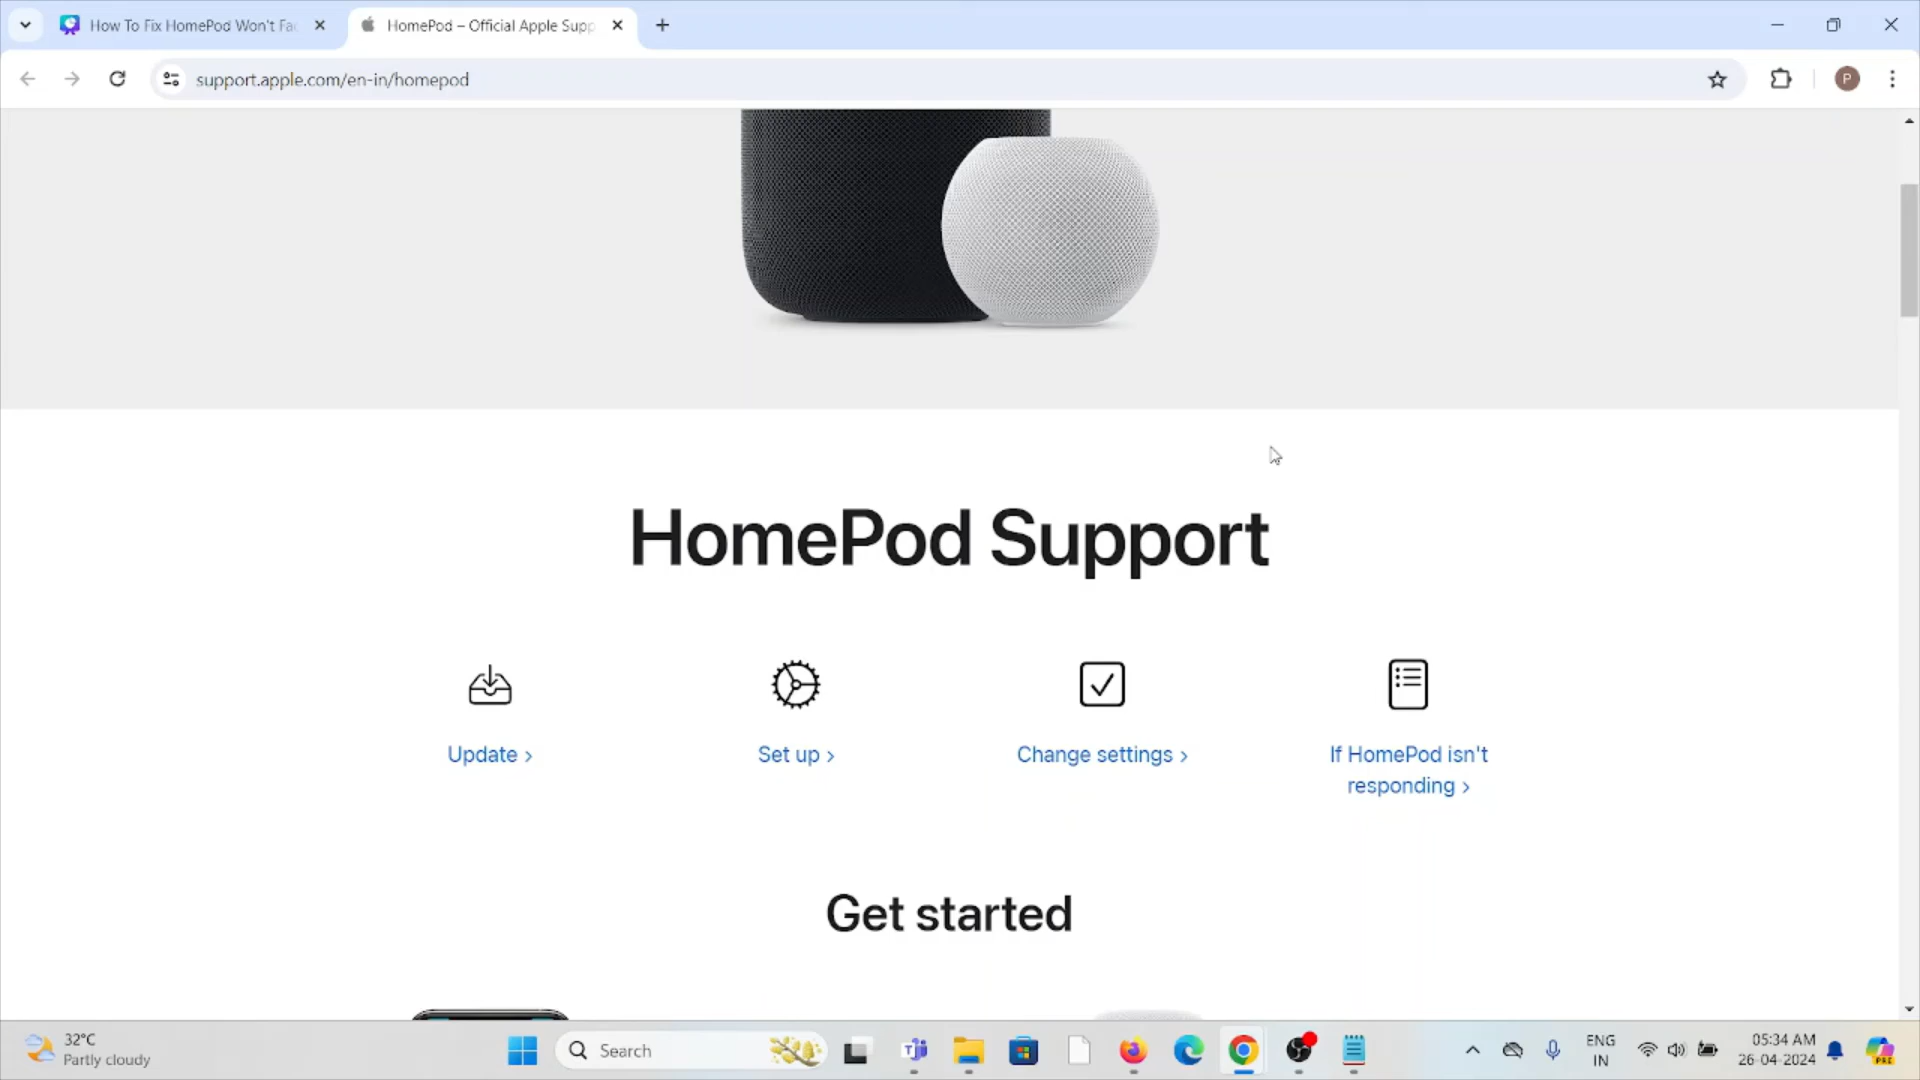 How To Fix HomePod Won't Fac
HomePod – Official Apple Supp
support.apple.com/en-in/homepod
P
HomePod Support
Update >
Set up >
Change settings >
If HomePod isn't
responding >
Get started
32°C
Partly cloudy
Search
ENG
IN
05:34 AM
26-04-2024
PRE